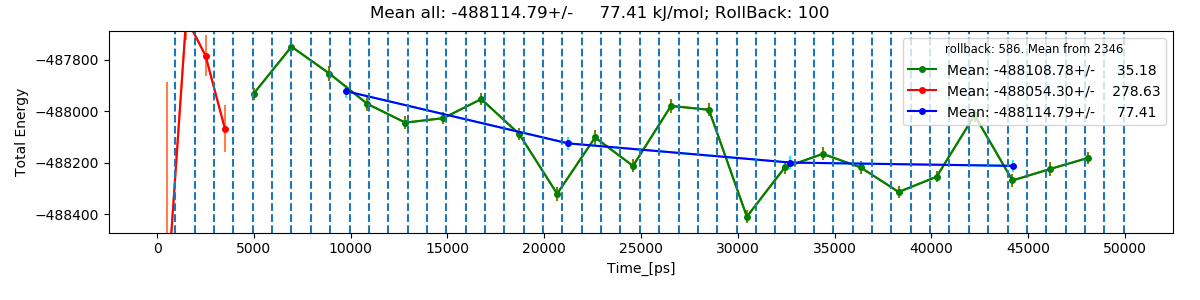 Mean all: -488114.79+/- 77.41 kJ/mol; RollBack: 100
rollback: 586. Mean from 2346
Mean: -488108.78+/- 35.18
Mean: -488054.30+/- 278.63
Mean: -488114.79+/- 77.41
Total Energy
−487800
−488000
−488200
−488400
0 5000 10000 15000 20000 25000 30000 35000 40000 45000 50000
Time_[ps]